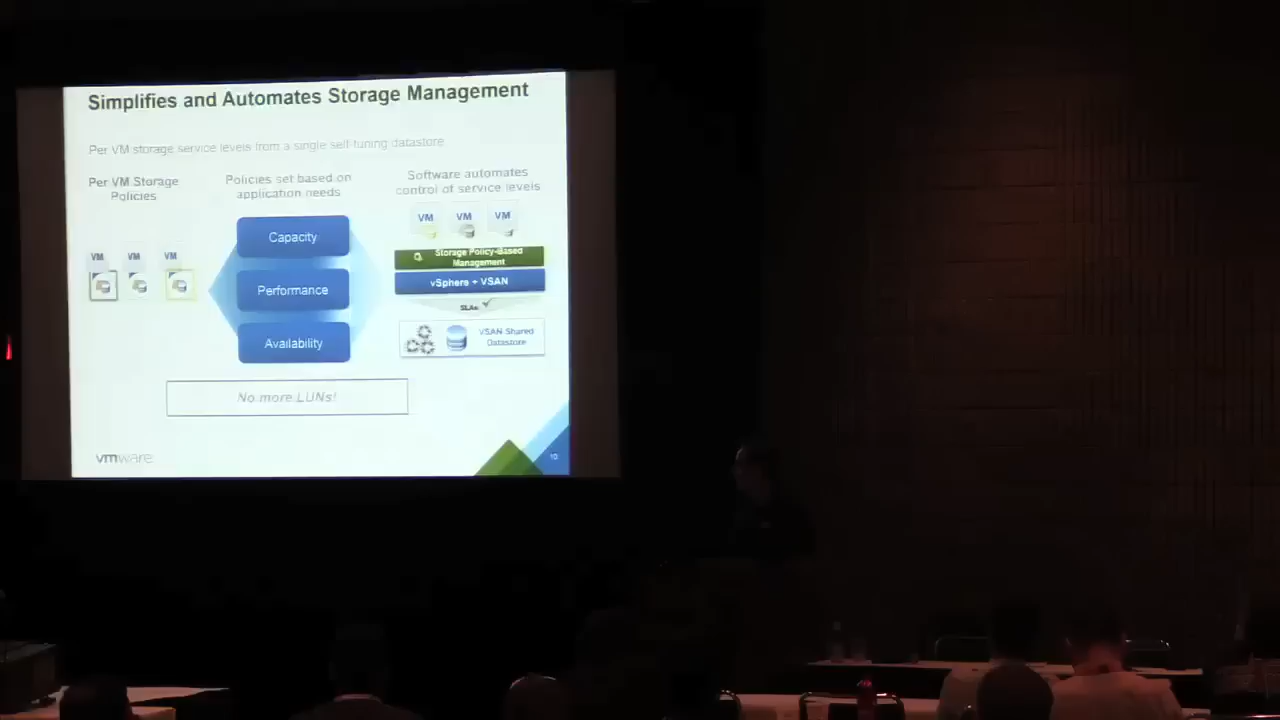 Simplifies and Automates Storage Management
Per VM storage service levels from a single self-tuning datastore
Per VM Storage
Policies
VM
VM
VM
Policies set based on
application needs
Capacity
Performance
Availability
Software automates
control of service levels
VM
VM
VM
Storage Policy-Based
Management
vSphere + VSAN
SLAs
VSAN Shared
Datastore
No more LUNs!
vmware
10